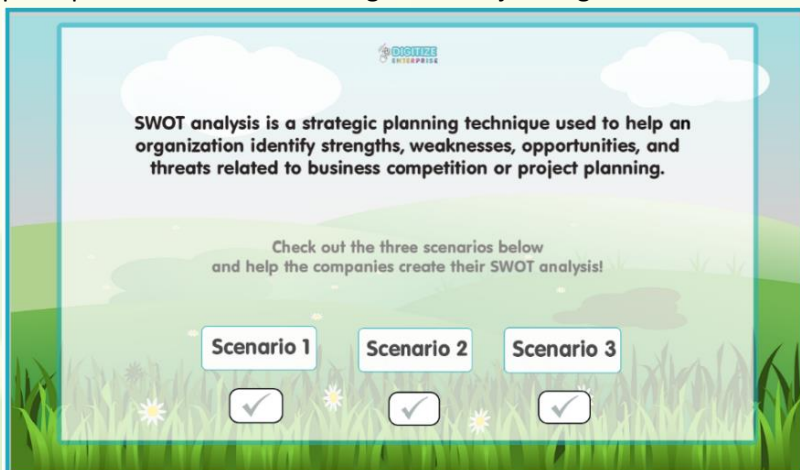 DIGITIZE
ENTERPRISE
SWOT analysis is a strategic planning technique used to help an
organization identify strengths, weaknesses, opportunities, and
threats related to business competition or project planning.
Check out the three scenarios below
and help the companies create their SWOT analysis!
Scenario 1 Scenario 2 Scenario 3